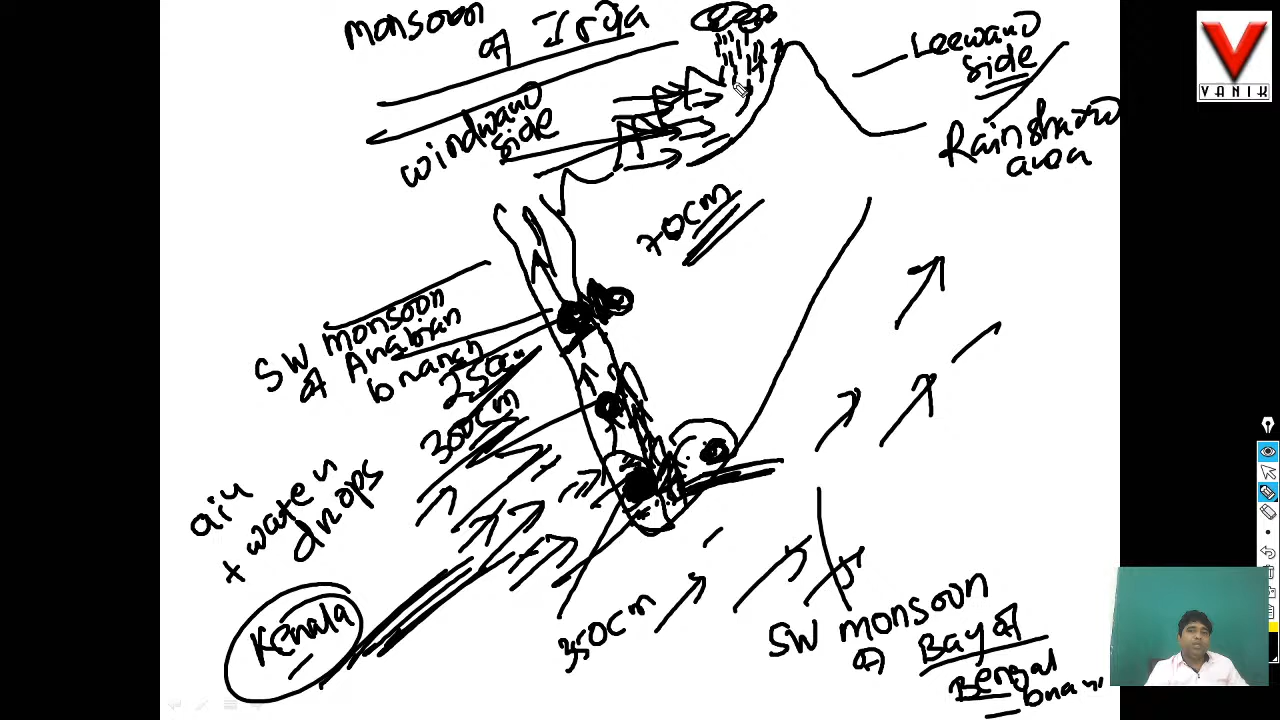 monsoon
of India
Leeward
side
VANIK
windward
side
Rainshadow
area
70cm
SW monsoon
of Arabian
branch
250cm
300cm
air
+ water
drops
Kerala
350cm
SW monsoon
of Bay of
Bengal